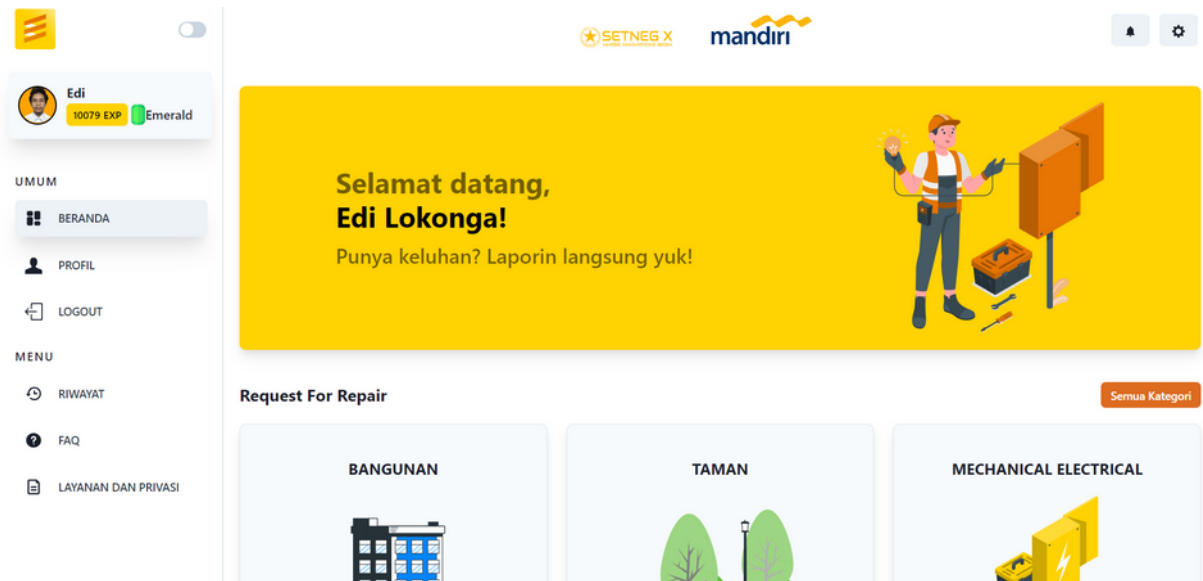 SETNEG X
mandiri
Edi
10079 EXP
Emerald
UMUM
BERANDA
PROFIL
LOGOUT
MENU
RIWAYAT
FAQ
LAYANAN DAN PRIVASI
Selamat datang,
Edi Lokonga!
Punya keluhan? Laporin langsung yuk!
Request For Repair
Semua Kategori
BANGUNAN
TAMAN
MECHANICAL ELECTRICAL